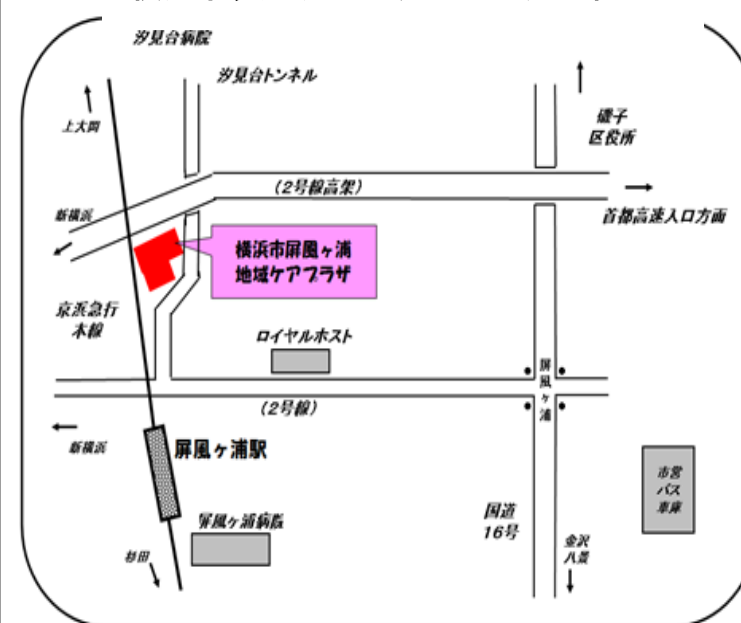 汐見台病院
汐見台トンネル
上大岡
磯子
区役所
(2号線高架)
新横浜
首都高速入口方面
横浜市屏風ヶ浦
地域ケアプラザ
京浜急行
本線
ロイヤルホスト
屏風ヶ浦
(2号線)
新横浜
屏風ヶ浦駅
市営
バス
車庫
国道
16号
屏風ヶ浦病院
杉田
金沢
八景